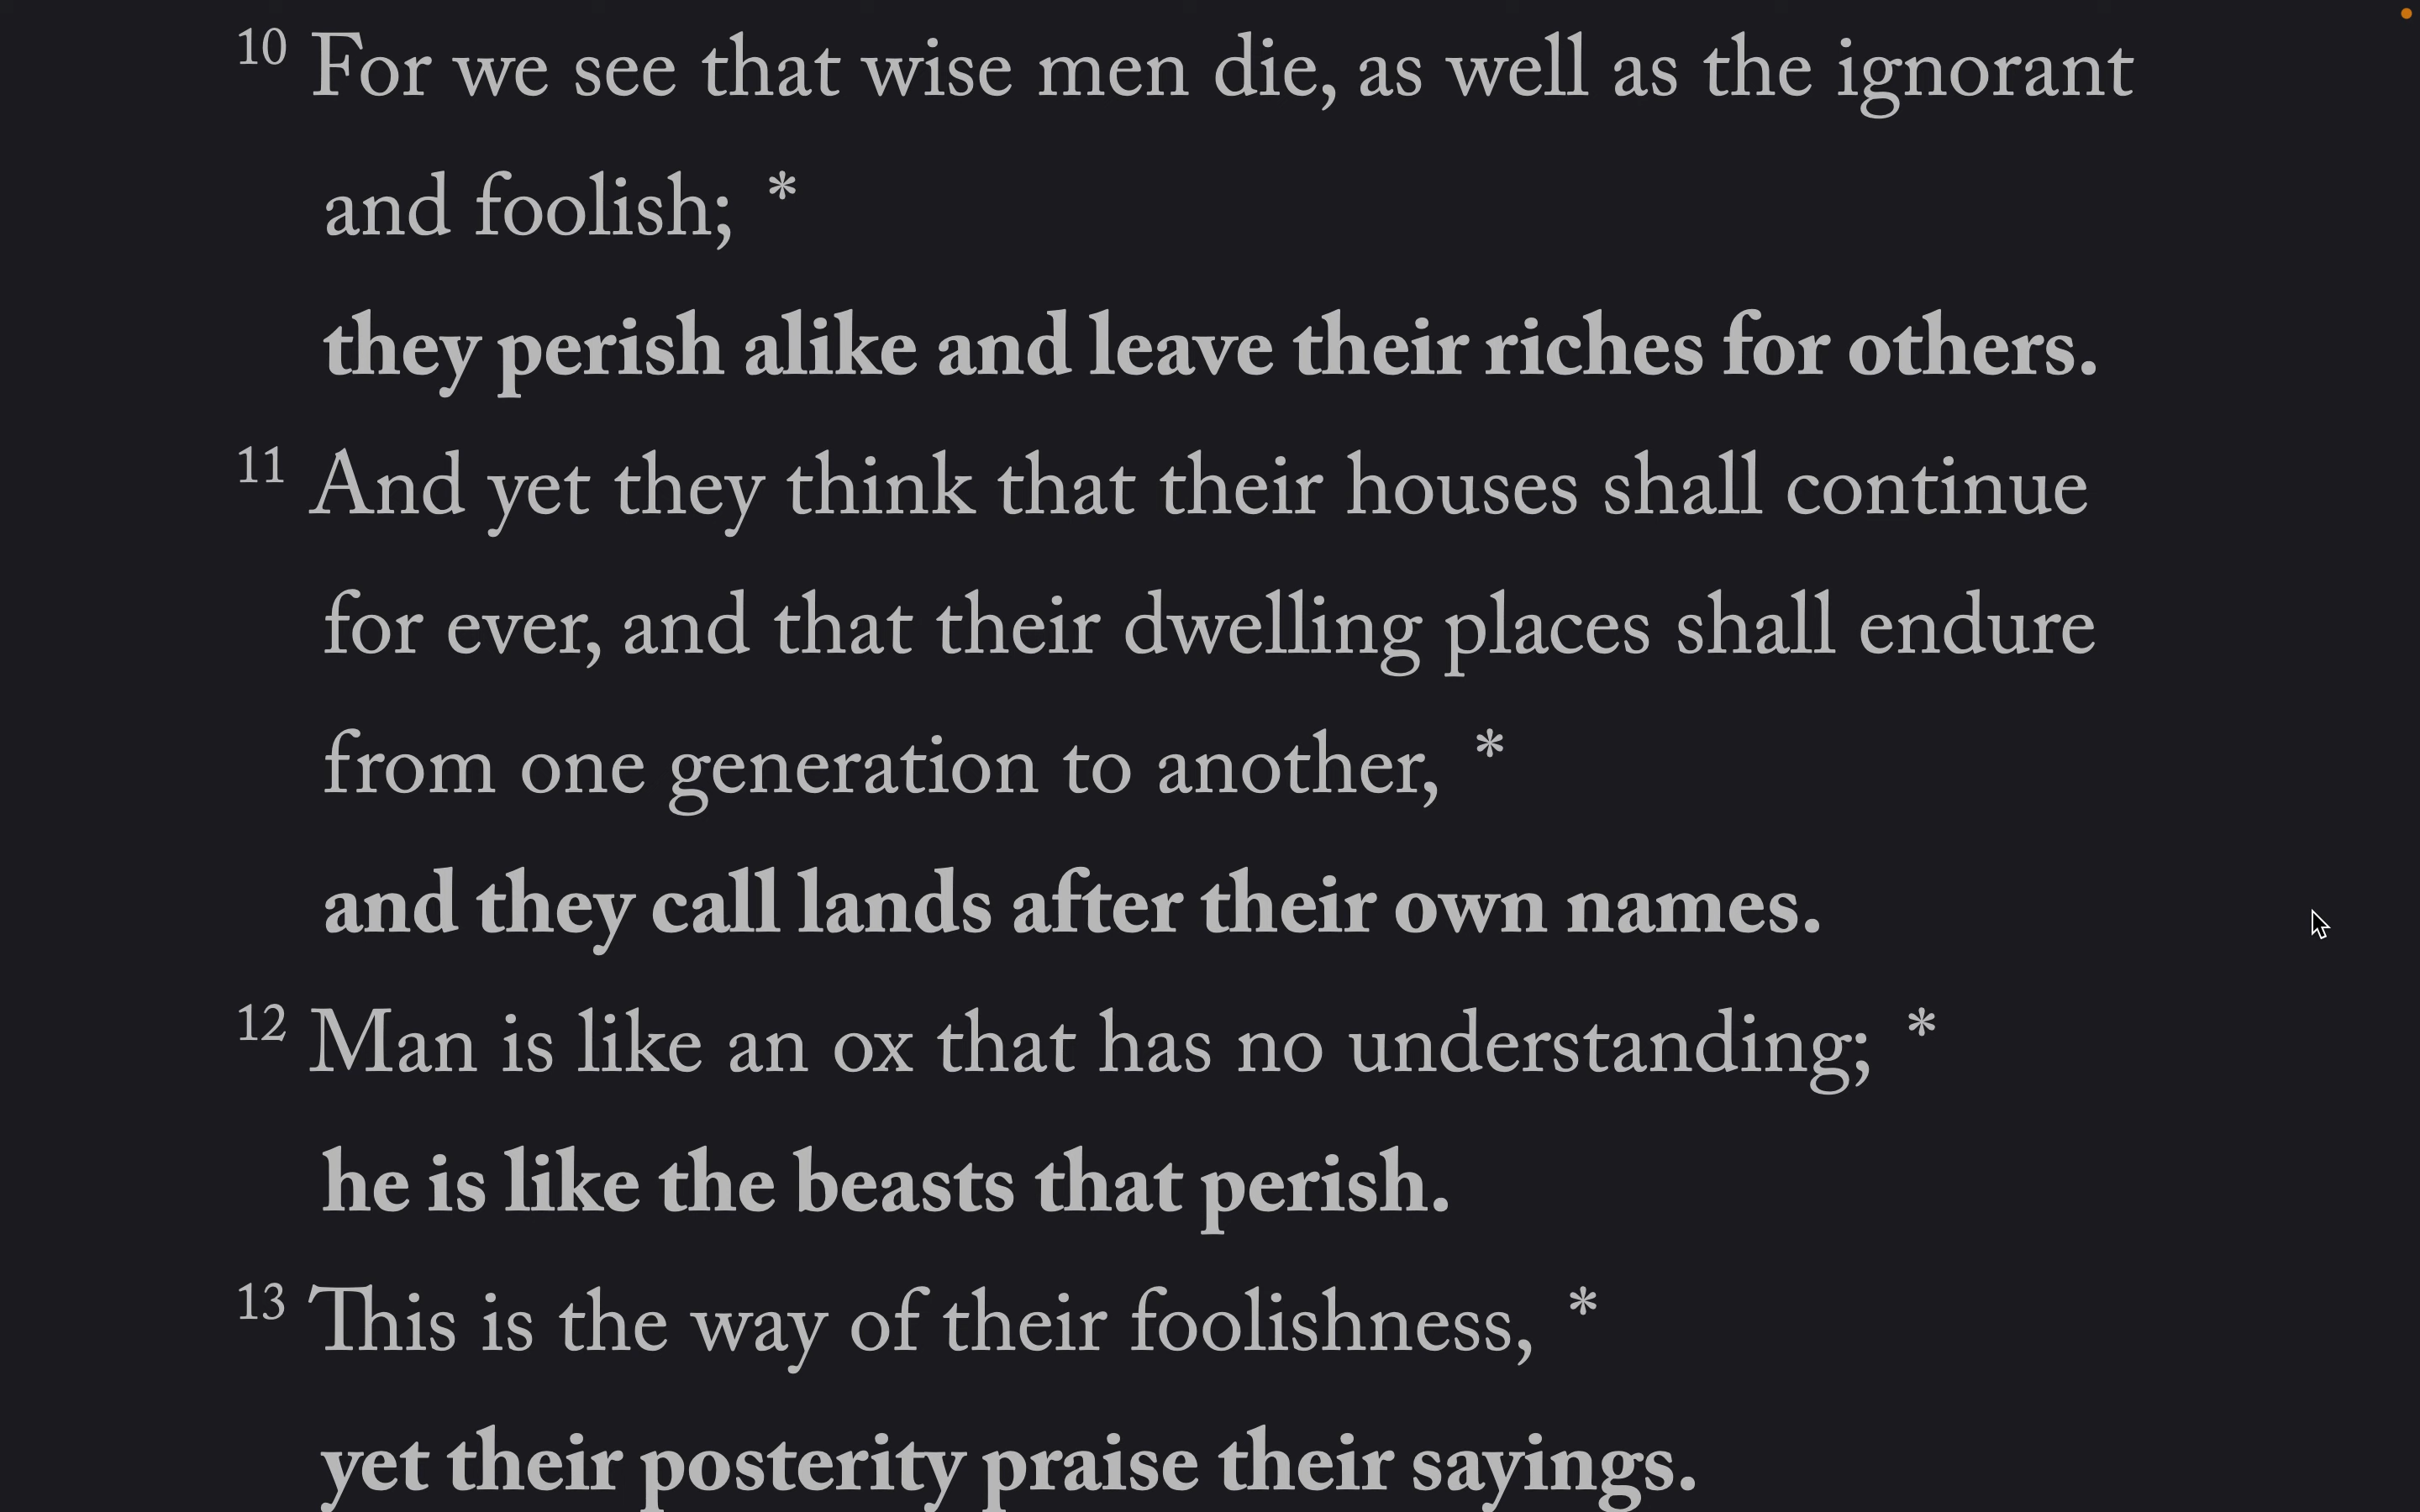 10 For we see that wise men die, as well as the ignorant
and foolish; *
they perish alike and leave their riches for others.
11 And yet they think that their houses shall continue
for ever, and that their dwelling places shall endure
from one generation to another, *
and they call lands after their own names.
12 Man is like an ox that has no understanding; *
he is like the beasts that perish.
13 This is the way of their foolishness, *
yet their posterity praise their sayings.